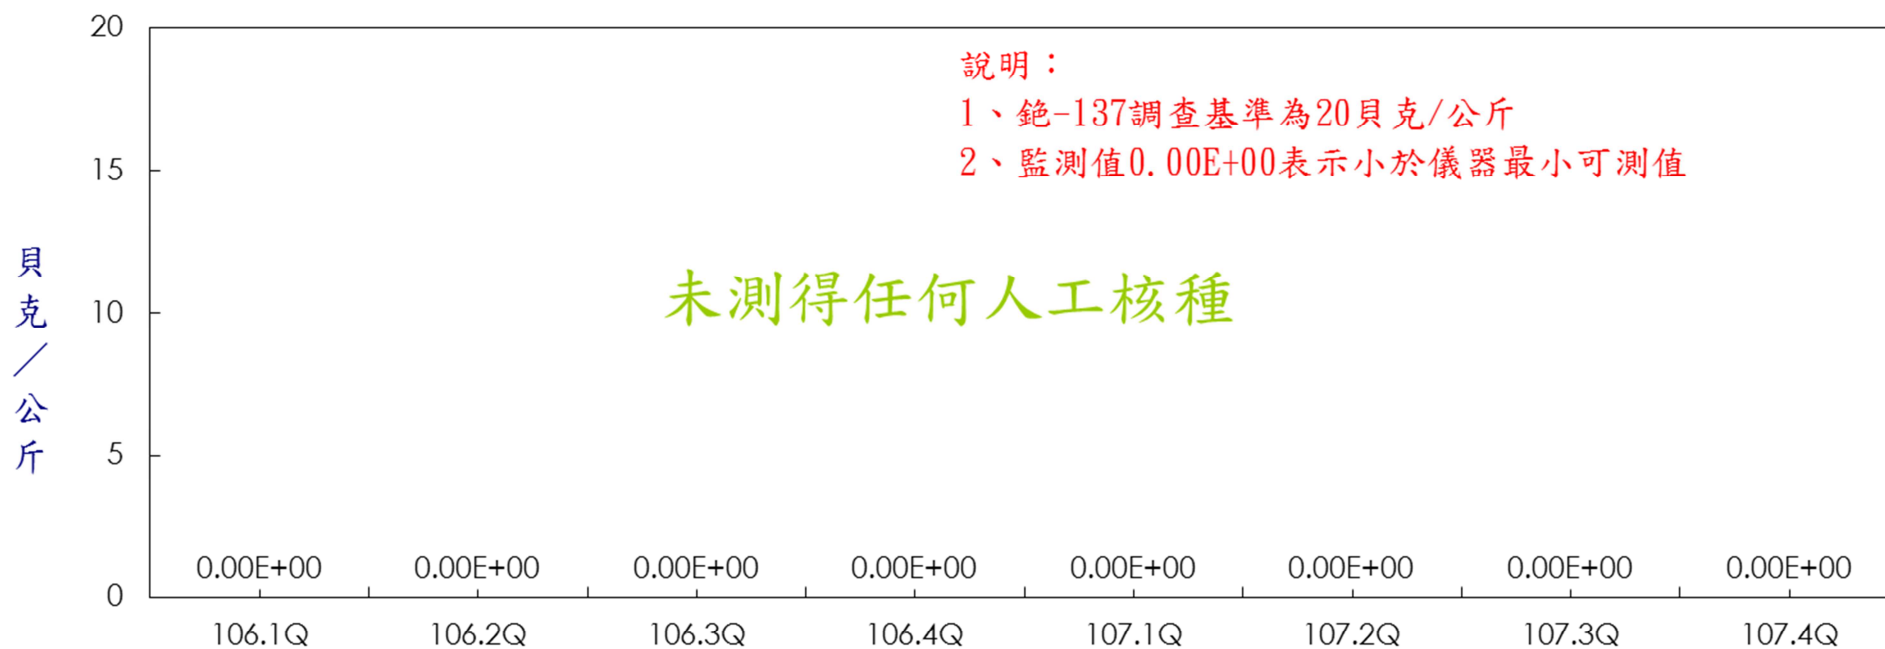 20
說明：
1、銫-137調查基準為20貝克/公斤
2、監測值0.00E+00表示小於儀器最小可測值
15
貝克/公斤
未測得任何人工核種
10
5
0.00E+00 0.00E+00 0.00E+00 0.00E+00 0.00E+00 0.00E+00 0.00E+00 0.00E+00
0
106.1Q 106.2Q 106.3Q 106.4Q 107.1Q 107.2Q 107.3Q 107.4Q